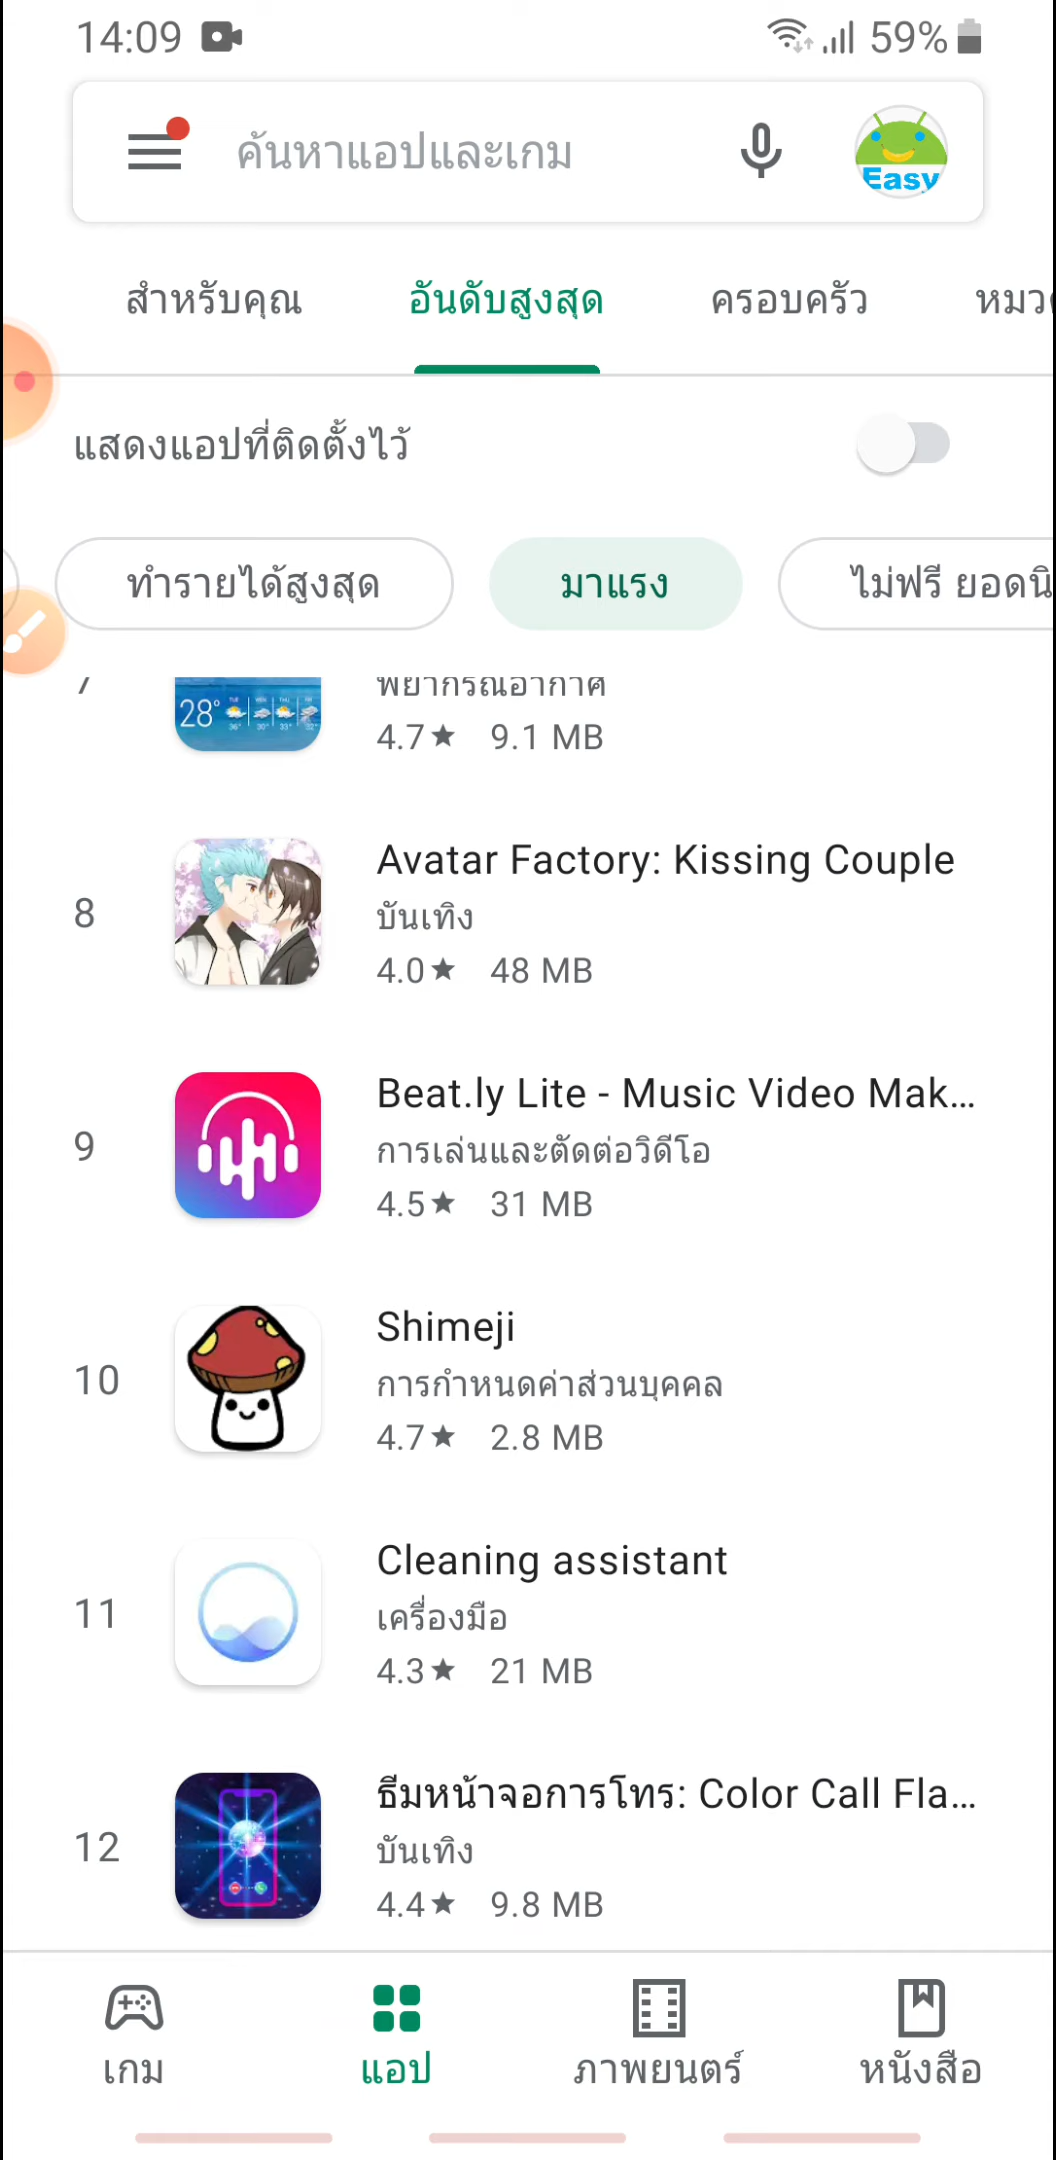 14:09 59%
ค้นหาแอปและเกม
Easy
สำหรับคุณ อันดับสูงสุด ครอบครัว
แสดงแอปที่ติดตั้งไว้
ทำรายได้สูงสุด มาแรง ไม่ฟรี
7
28°
พยากรณ์อากาศ
4.7★ 9.1 MB
8
Avatar Factory: Kissing Couple
บันเทิง
4.0★ 48 MB
9
Beat.ly Lite - Music Video Mak...
การเล่นและตัดต่อวิดีโอ
4.5★ 31 MB
10
Shimeji
การกำหนดค่าส่วนบุคคล
4.7★ 2.8 MB
11
Cleaning assistant
เครื่องมือ
4.3★ 21 MB
12
ธีมหน้าจอการโทร: Color Call Fla...
บันเทิง
4.4★ 9.8 MB
เกม แอป ภาพยนตร์ หนังสือ